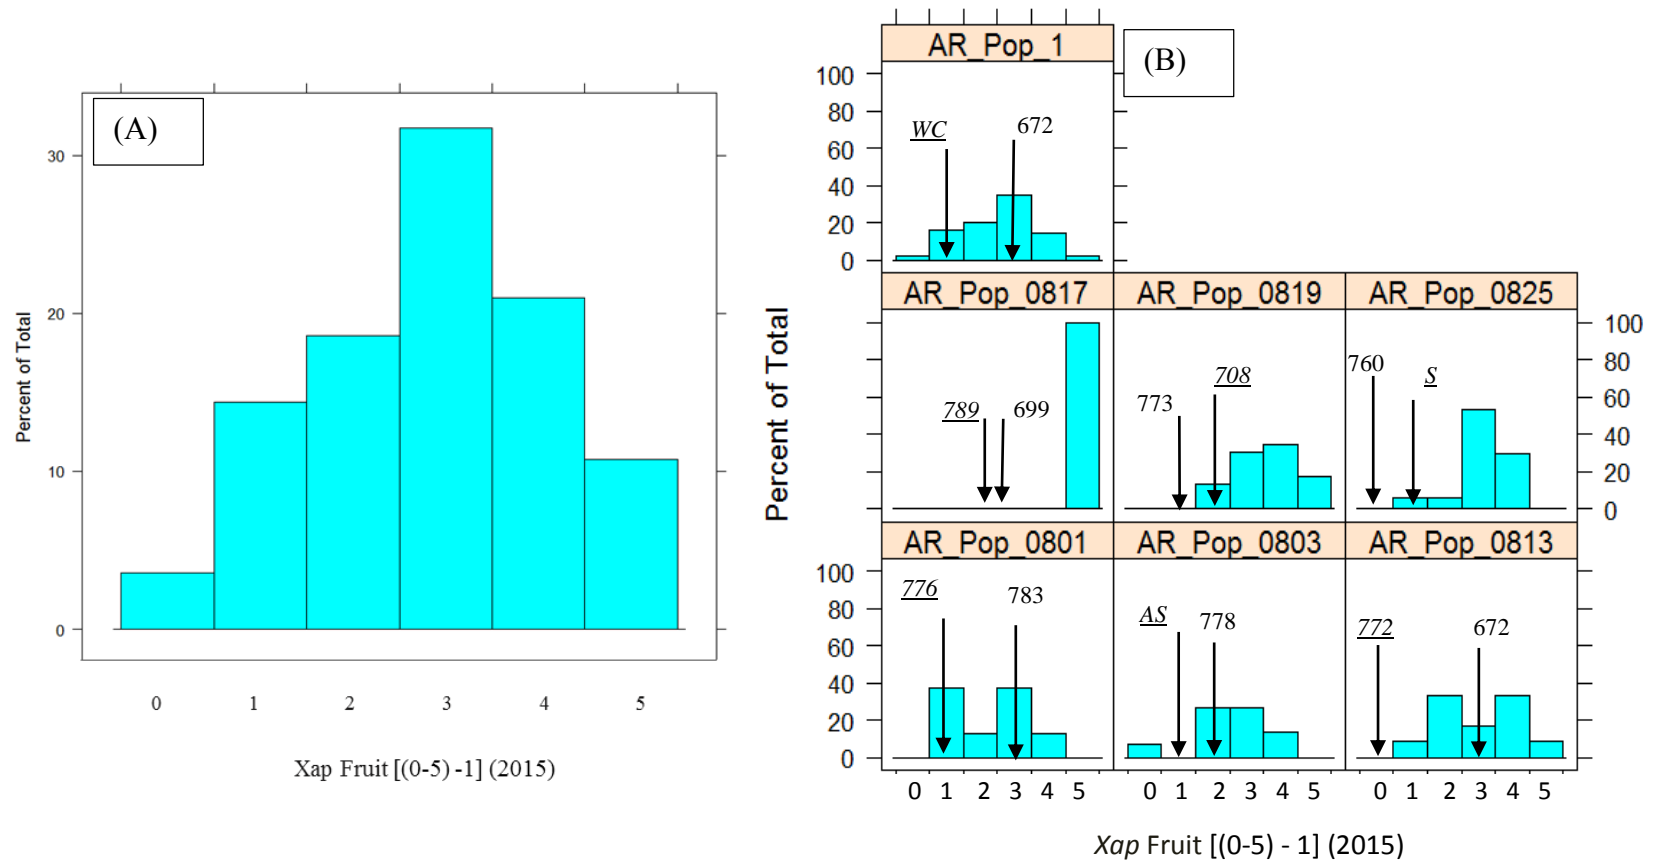 (A)
30
20
10
0
Percent of Total
0 1 2 3 4 5
Xap Fruit [(0-5) -1] (2015)
(B)
AR_Pop_1
100
80
60
40
20
0
WC
672
AR_Pop_0817 AR_Pop_0819 AR_Pop_0825
789 699
773 708
760 S
100
80
60
40
20
0
Percent of Total
AR_Pop_0801 AR_Pop_0803 AR_Pop_0813
100
80
60
40
20
0
776 783
AS 778
772 672
0 1 2 3 4 5 0 1 2 3 4 5 0 1 2 3 4 5
Xap Fruit [(0-5) - 1] (2015)